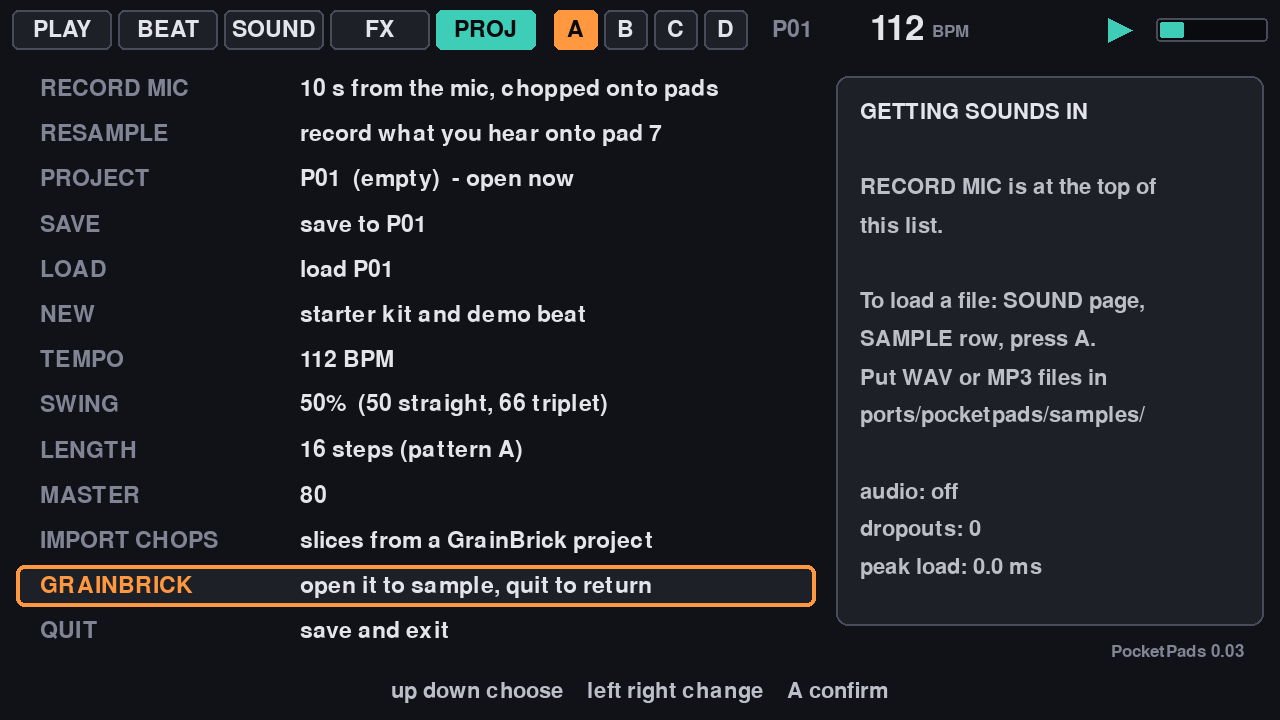 PLAY BEAT SOUND FX PROJ A B C D P01 112 BPM
RECORD MIC 10 s from the mic, chopped onto pads
RESAMPLE record what you hear onto pad 7
PROJECT P01 (empty) - open now
SAVE save to P01
LOAD load P01
NEW starter kit and demo beat
TEMPO 112 BPM
SWING 50% (50 straight, 66 triplet)
LENGTH 16 steps (pattern A)
MASTER 80
IMPORT CHOPS slices from a GrainBrick project
GRAINBRICK open it to sample, quit to return
QUIT save and exit
GETTING SOUNDS IN
RECORD MIC is at the top of
this list.
To load a file: SOUND page,
SAMPLE row, press A.
Put WAV or MP3 files in
ports/pocketpads/samples/
audio: off
dropouts: 0
peak load: 0.0 ms
PocketPads 0.03
up down choose left right change A confirm